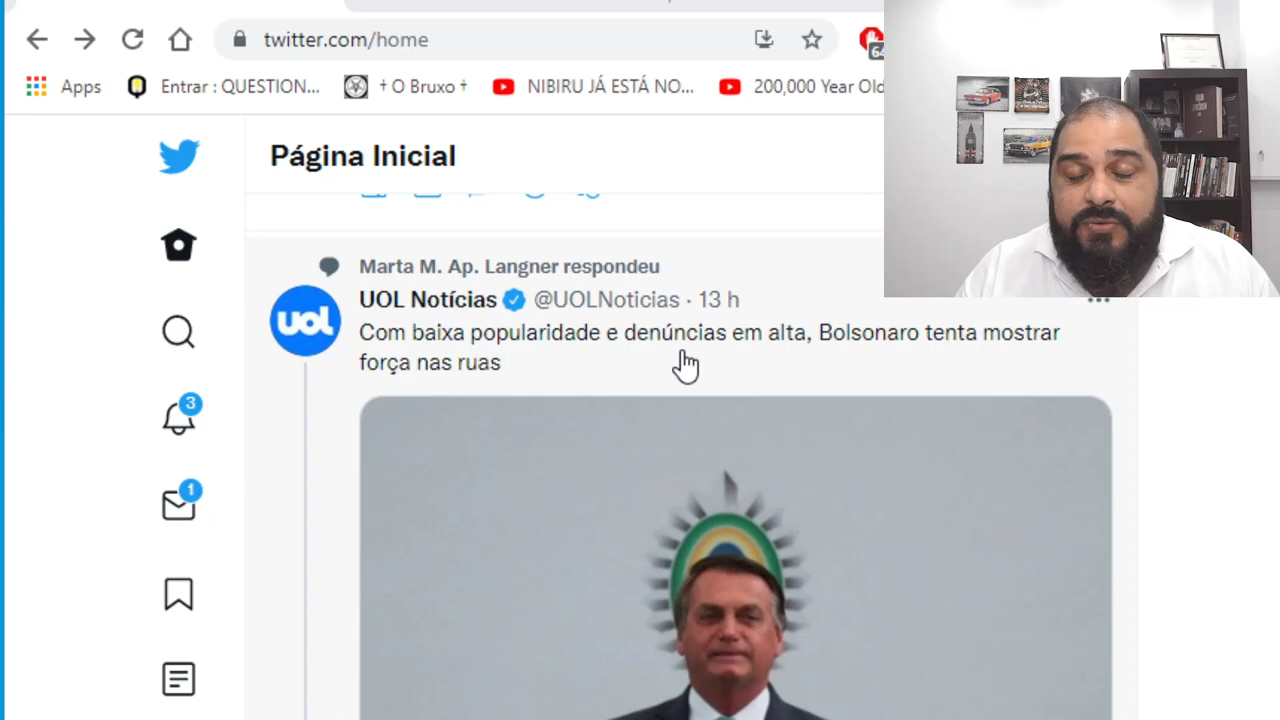 twitter.com/home
64
Apps
Entrar : QUESTION...
† O Bruxo †
NIBIRU JÁ ESTÁ NO...
200,000 Year Old
Página Inicial
Marta M. Ap. Langner respondeu
UOL Notícias @UOLNoticias · 13 h
uol
Com baixa popularidade e denúncias em alta, Bolsonaro tenta mostrar
força nas ruas
3
1